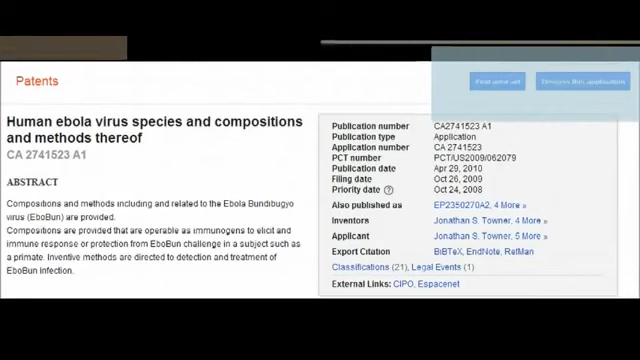 Patents
Find prior art
Discuss this application
Human ebola virus species and compositions
and methods thereof
CA 2741523 A1
ABSTRACT
Compositions and methods including and related to the Ebola Bundibugyo
virus (EboBun) are provided.
Compositions are provided that are operable as immunogens to elicit and
immune response or protection from EboBun challenge in a subject such as
a primate. Inventive methods are directed to detection and treatment of
EboBun infection.
Publication number CA2741523 A1
Publication type Application
Application number CA 2741523
PCT number PCT/US2009/062079
Publication date Apr 29, 2010
Filing date Oct 26, 2009
Priority date ? Oct 24, 2008
Also published as EP2350270A2, 4 More »
Inventors Jonathan S. Towner, 4 More »
Applicant Jonathan S. Towner, 5 More »
Export Citation BiBTeX, EndNote, RefMan
Classifications (21), Legal Events (1)
External Links: CIPO, Espacenet